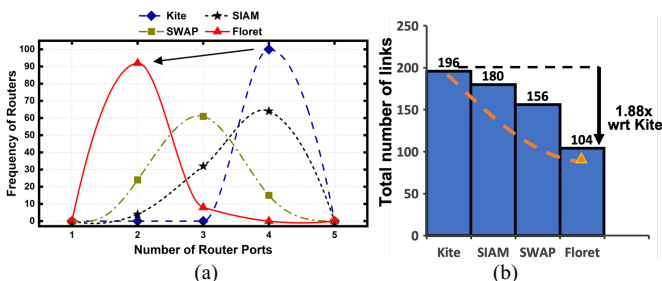 Kite SIAM
SWAP Floret
Frequency of Routers
100
90
80
70
60
50
40
30
20
10
0
1 2 3 4 5
Number of Router Ports
(a)
Total number of links
250
200
150
100
50
0
196
180
156
104
1.88x
wrt Kite
Kite SIAM SWAP Floret
(b)